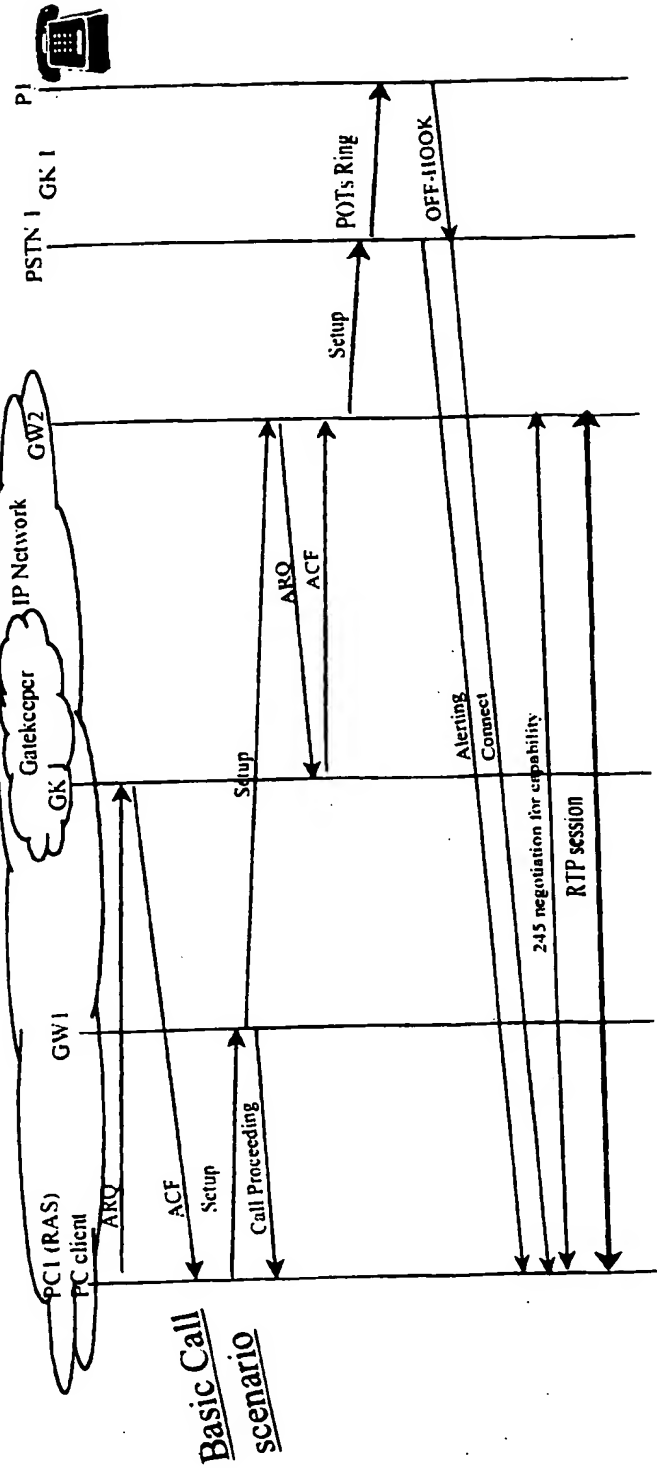 P1
PSTN 1
GK 1
GW2
IP Network
Gatekeeper
GK
GW1
PC1 (RAS)
PC client
ARQ
ACF
Setup
Call Proceeding
Setup
ARQ
ACF
Setup
POTs Ring
OFF-HOOK
Alerting
Connect
245 negotiation for capability
RTP session
Basic Call
scenario